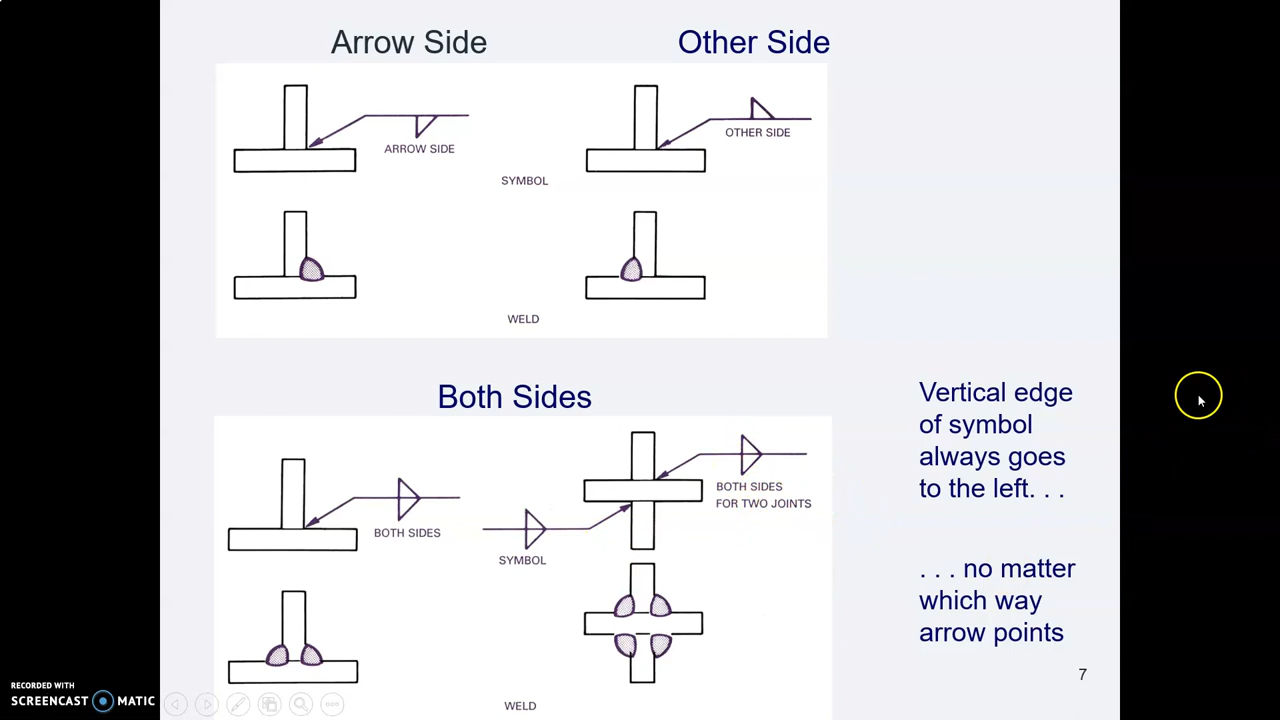 Arrow Side
Other Side
ARROW SIDE
OTHER SIDE
SYMBOL
WELD
Both Sides
BOTH SIDES
BOTH SIDES
FOR TWO JOINTS
SYMBOL
WELD
Vertical edge
of symbol
always goes
to the left. . .
. . . no matter
which way
arrow points
7
RECORDED WITH
SCREENCAST MATIC